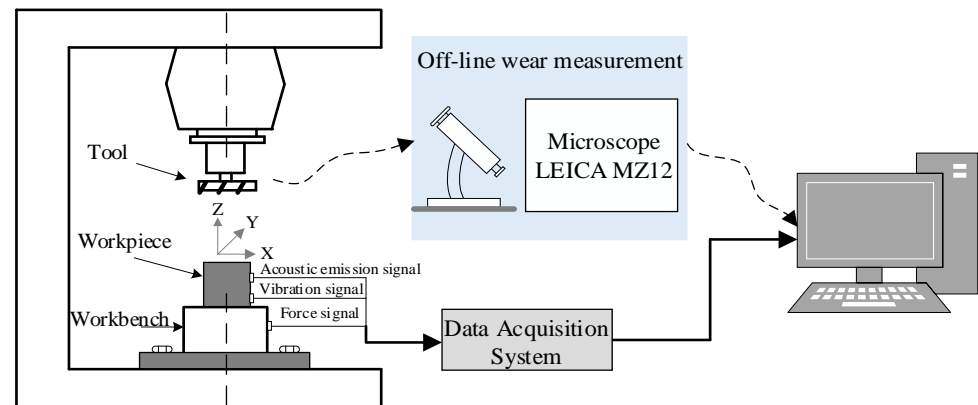 Off-line wear measurement
Microscope
LEICA MZ12
Tool
Z
Y
X
Workpiece
Acoustic emission signal
Vibration signal
Force signal
Workbench
Data Acquisition
System